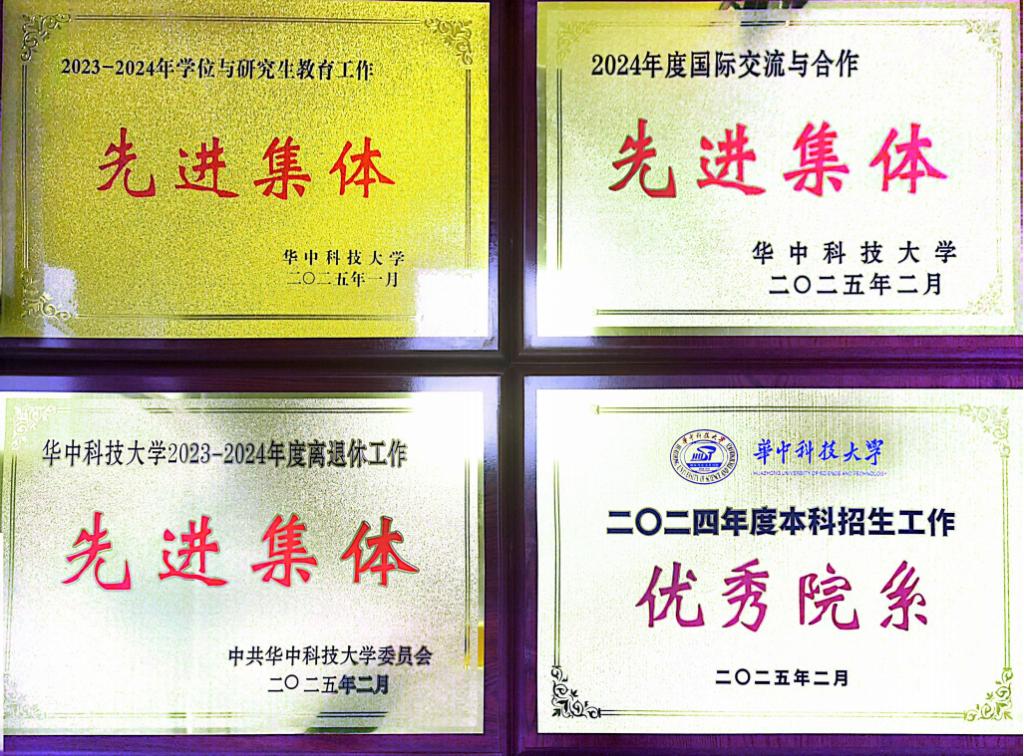 2023-2024年学位与研究生教育工作
先进集体
华中科技大学
二〇二五年一月
2024年度国际交流与合作
先进集体
华中科技大学
二〇二五年二月
华中科技大学2023-2024年度离退休工作
先进集体
中共华中科技大学委员会
二〇二五年二月
華中科技大学
HUAZHONG UNIVERSITY OF SCIENCE AND TECHNOLOGY
二〇二四年度本科招生工作
优秀院系
二〇二五年二月